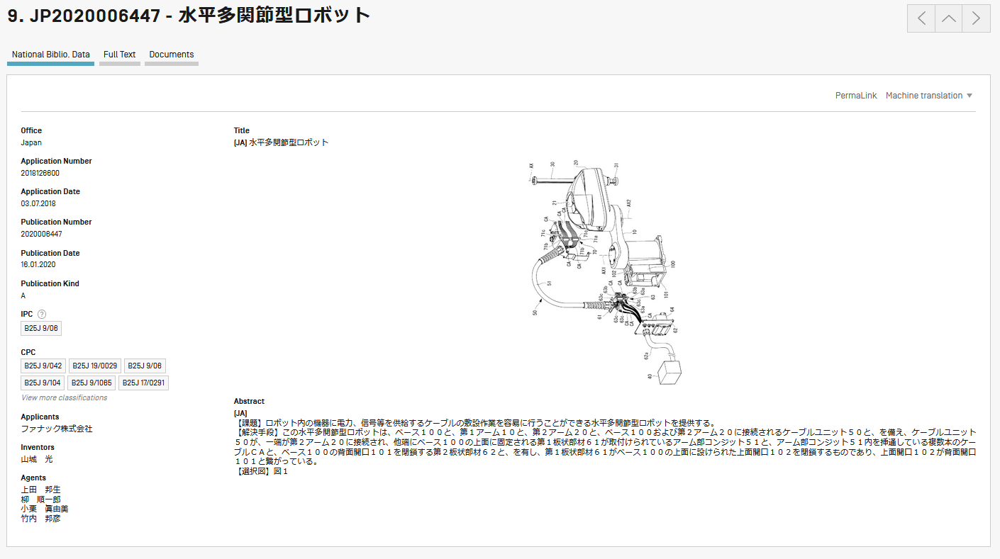 9. JP2020006447 - 水平多関節型ロボット
National Biblio. Data Full Text Documents
PermaLink Machine translation
Office
Japan
Application Number
2018126600
Application Date
03.07.2018
Publication Number
2020006447
Publication Date
16.01.2020
Publication Kind
A
IPC ?
B25J 9/06
CPC
B25J 9/042 B25J 19/0029 B25J 9/06
B25J 9/104 B25J 9/1065 B25J 17/0291
View more classifications
Applicants
ファナック株式会社
Inventors
山城　光
Agents
上田　邦生
柳　順一郎
小栗　眞由美
竹内　邦彦
Title
[JA] 水平多関節型ロボット
AX
30
20
31
21
CA
CA
CA
AX2
71c
71c
71a
10
71b
71b
70
CA
CA
AX1
102
100
51
63b
CA
CA
63c
63b
63a
101
50
63
63c
63a
61
63c
63c
CA
CA
CA
64
62
62a
40
Abstract
[JA]
【課題】ロボット内の機器に電力、信号等を供給するケーブルの敷設作業を容易に行うことができる水平多関節型ロボットを提供する。
【解決手段】この水平多関節型ロボットは、ベース１００と、第１アーム１０と、第２アーム２０と、ベース１００および第２アーム２０に接続されるケーブルユニット５０と、を備え、ケーブルユニット
５０が、一端が第２アーム２０に接続され、他端にベース１００の上面に固定される第１板状部材６１が取付けられているアーム部コンジット５１と、アーム部コンジット５１内を挿通している複数本のケー
ブルＣＡと、ベース１００の背面開口１０１を閉鎖する第２板状部材６２と、を有し、第１板状部材６１がベース１００の上面に設けられた上面開口１０２を閉鎖するものであり、上面開口１０２が背面開口
１０１と繋がっている。
【選択図】図１